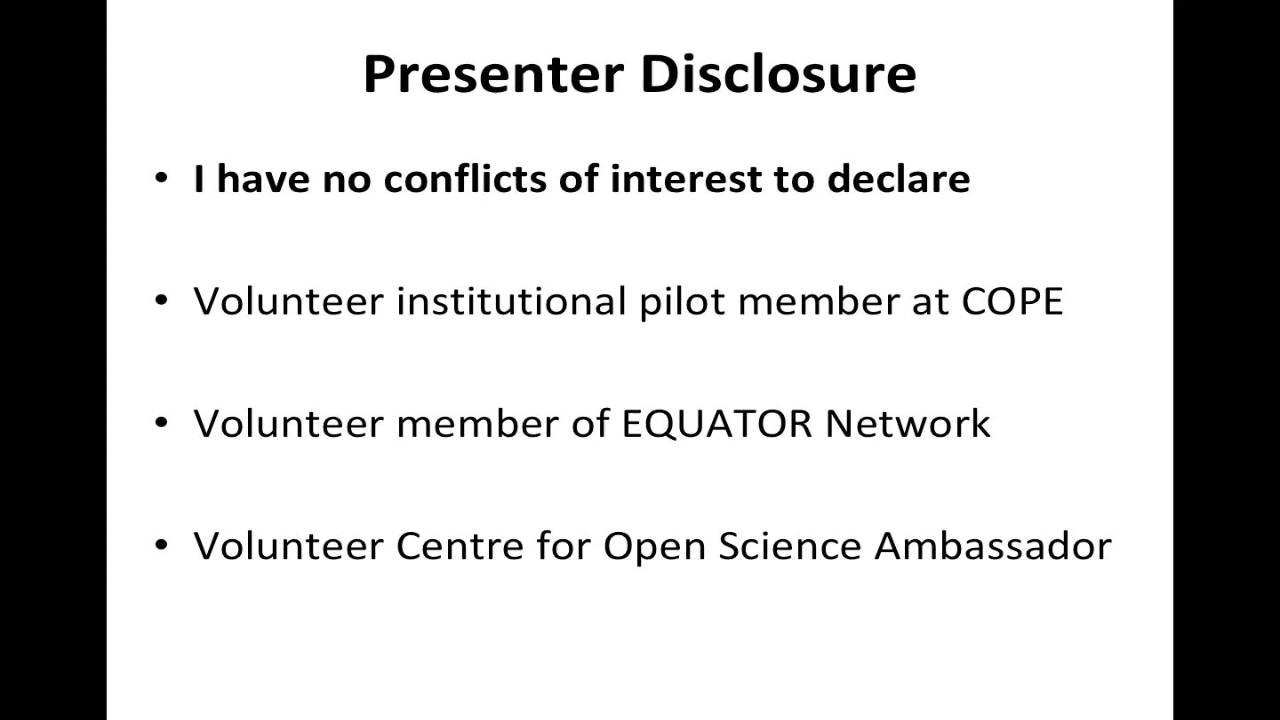 Presenter Disclosure
• I have no conflicts of interest to declare
• Volunteer institutional pilot member at COPE
• Volunteer member of EQUATOR Network
• Volunteer Centre for Open Science Ambassador